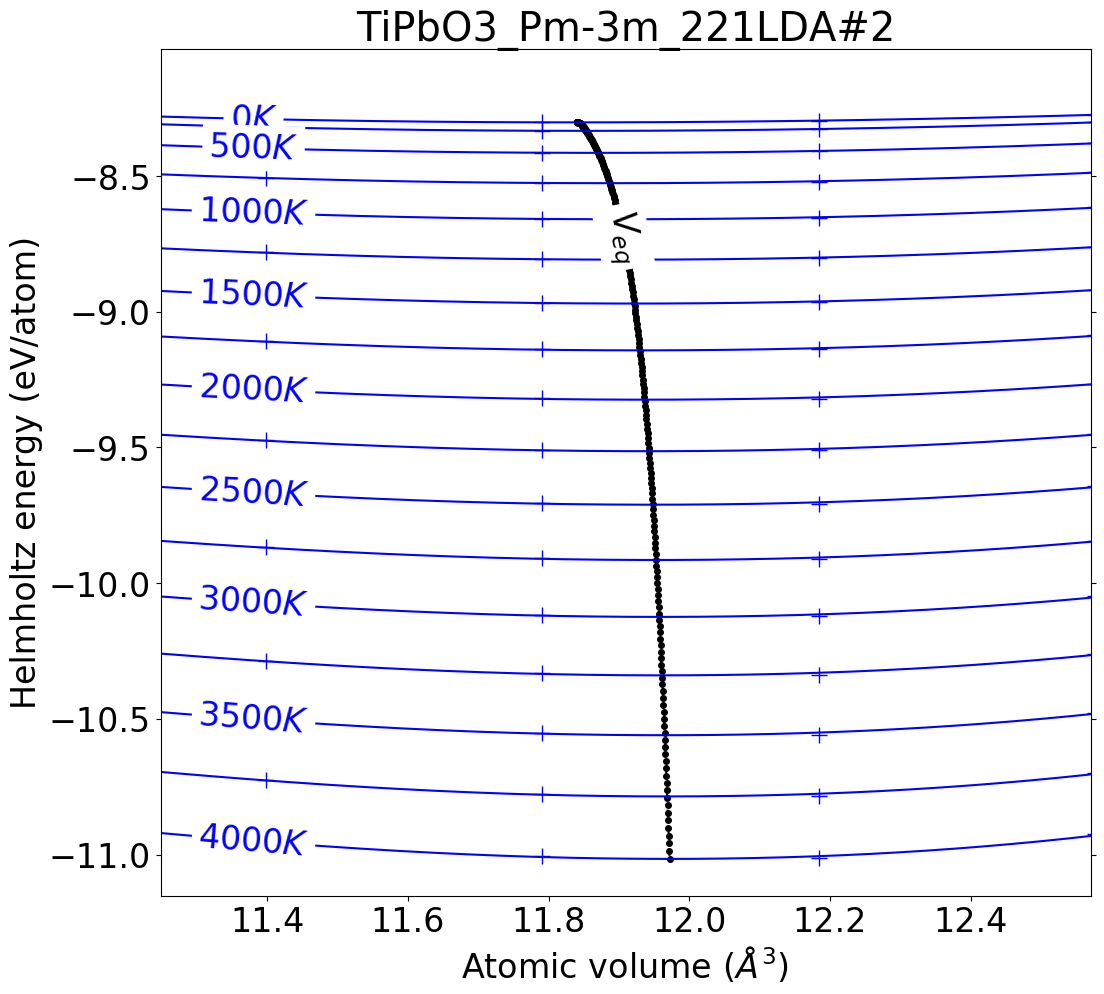 TiPbO3_Pm-3m_221LDA#2
Helmholtz energy (eV/atom)
−8.5
−9.0
−9.5
−10.0
−10.5
−11.0
0K
500K
1000K
1500K
2000K
2500K
3000K
3500K
4000K
V_eq
11.4 11.6 11.8 12.0 12.2 12.4
Atomic volume (Å³)